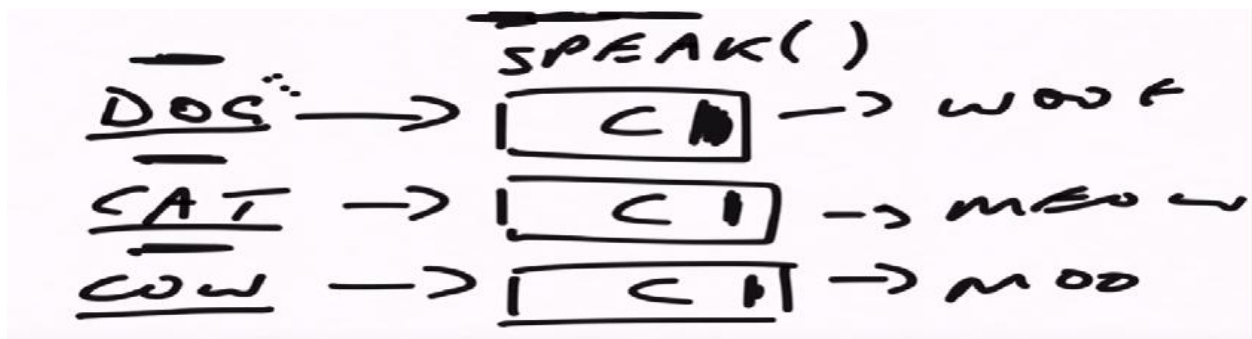 SPEAK()
DOG → C → WOOF
CAT → C → MEOW
COW → C → MOO